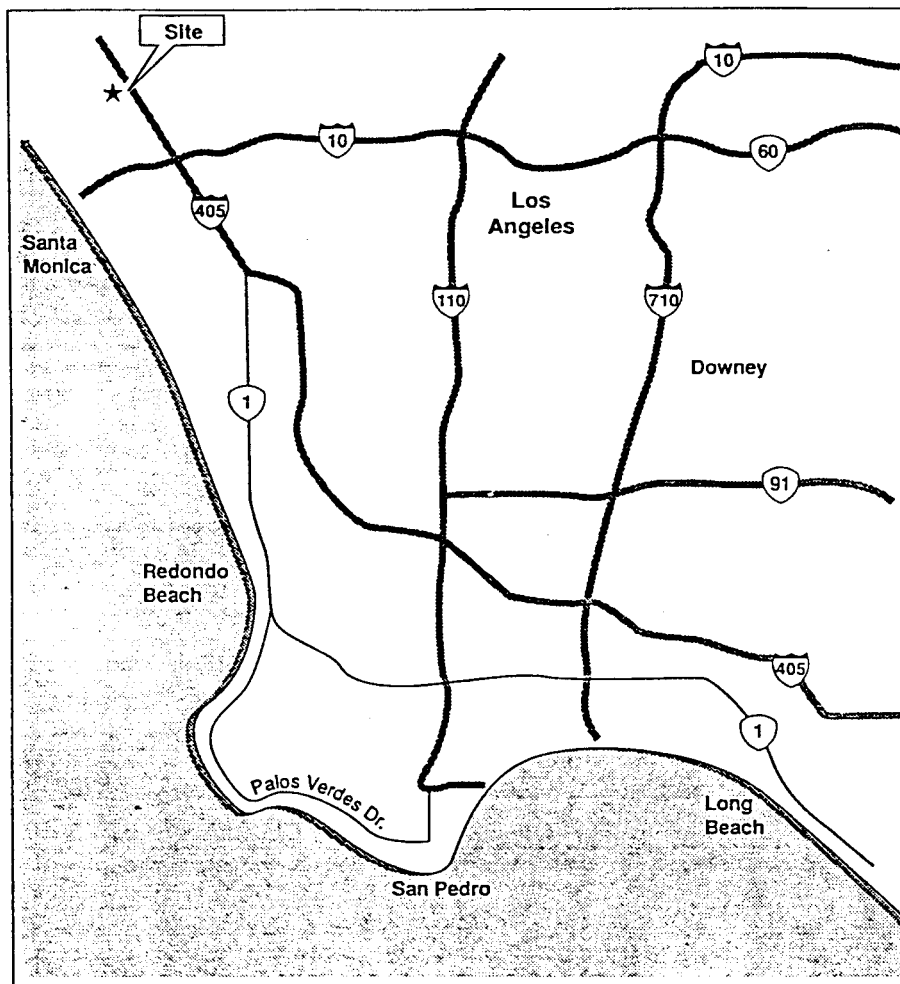 Site
10
10
60
405
Los
Angeles
Santa
Monica
110
710
Downey
1
91
Redondo
Beach
405
1
Palos Verdes Dr.
Long
Beach
San Pedro